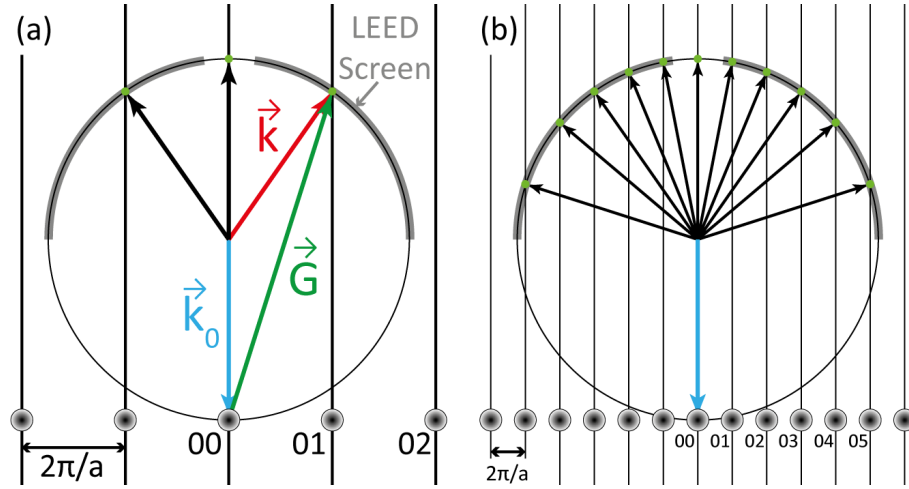 (a)
LEED
Screen
k
G
k₀
00 01 02
2π/a
(b)
00 01 02 03 04 05
2π/a